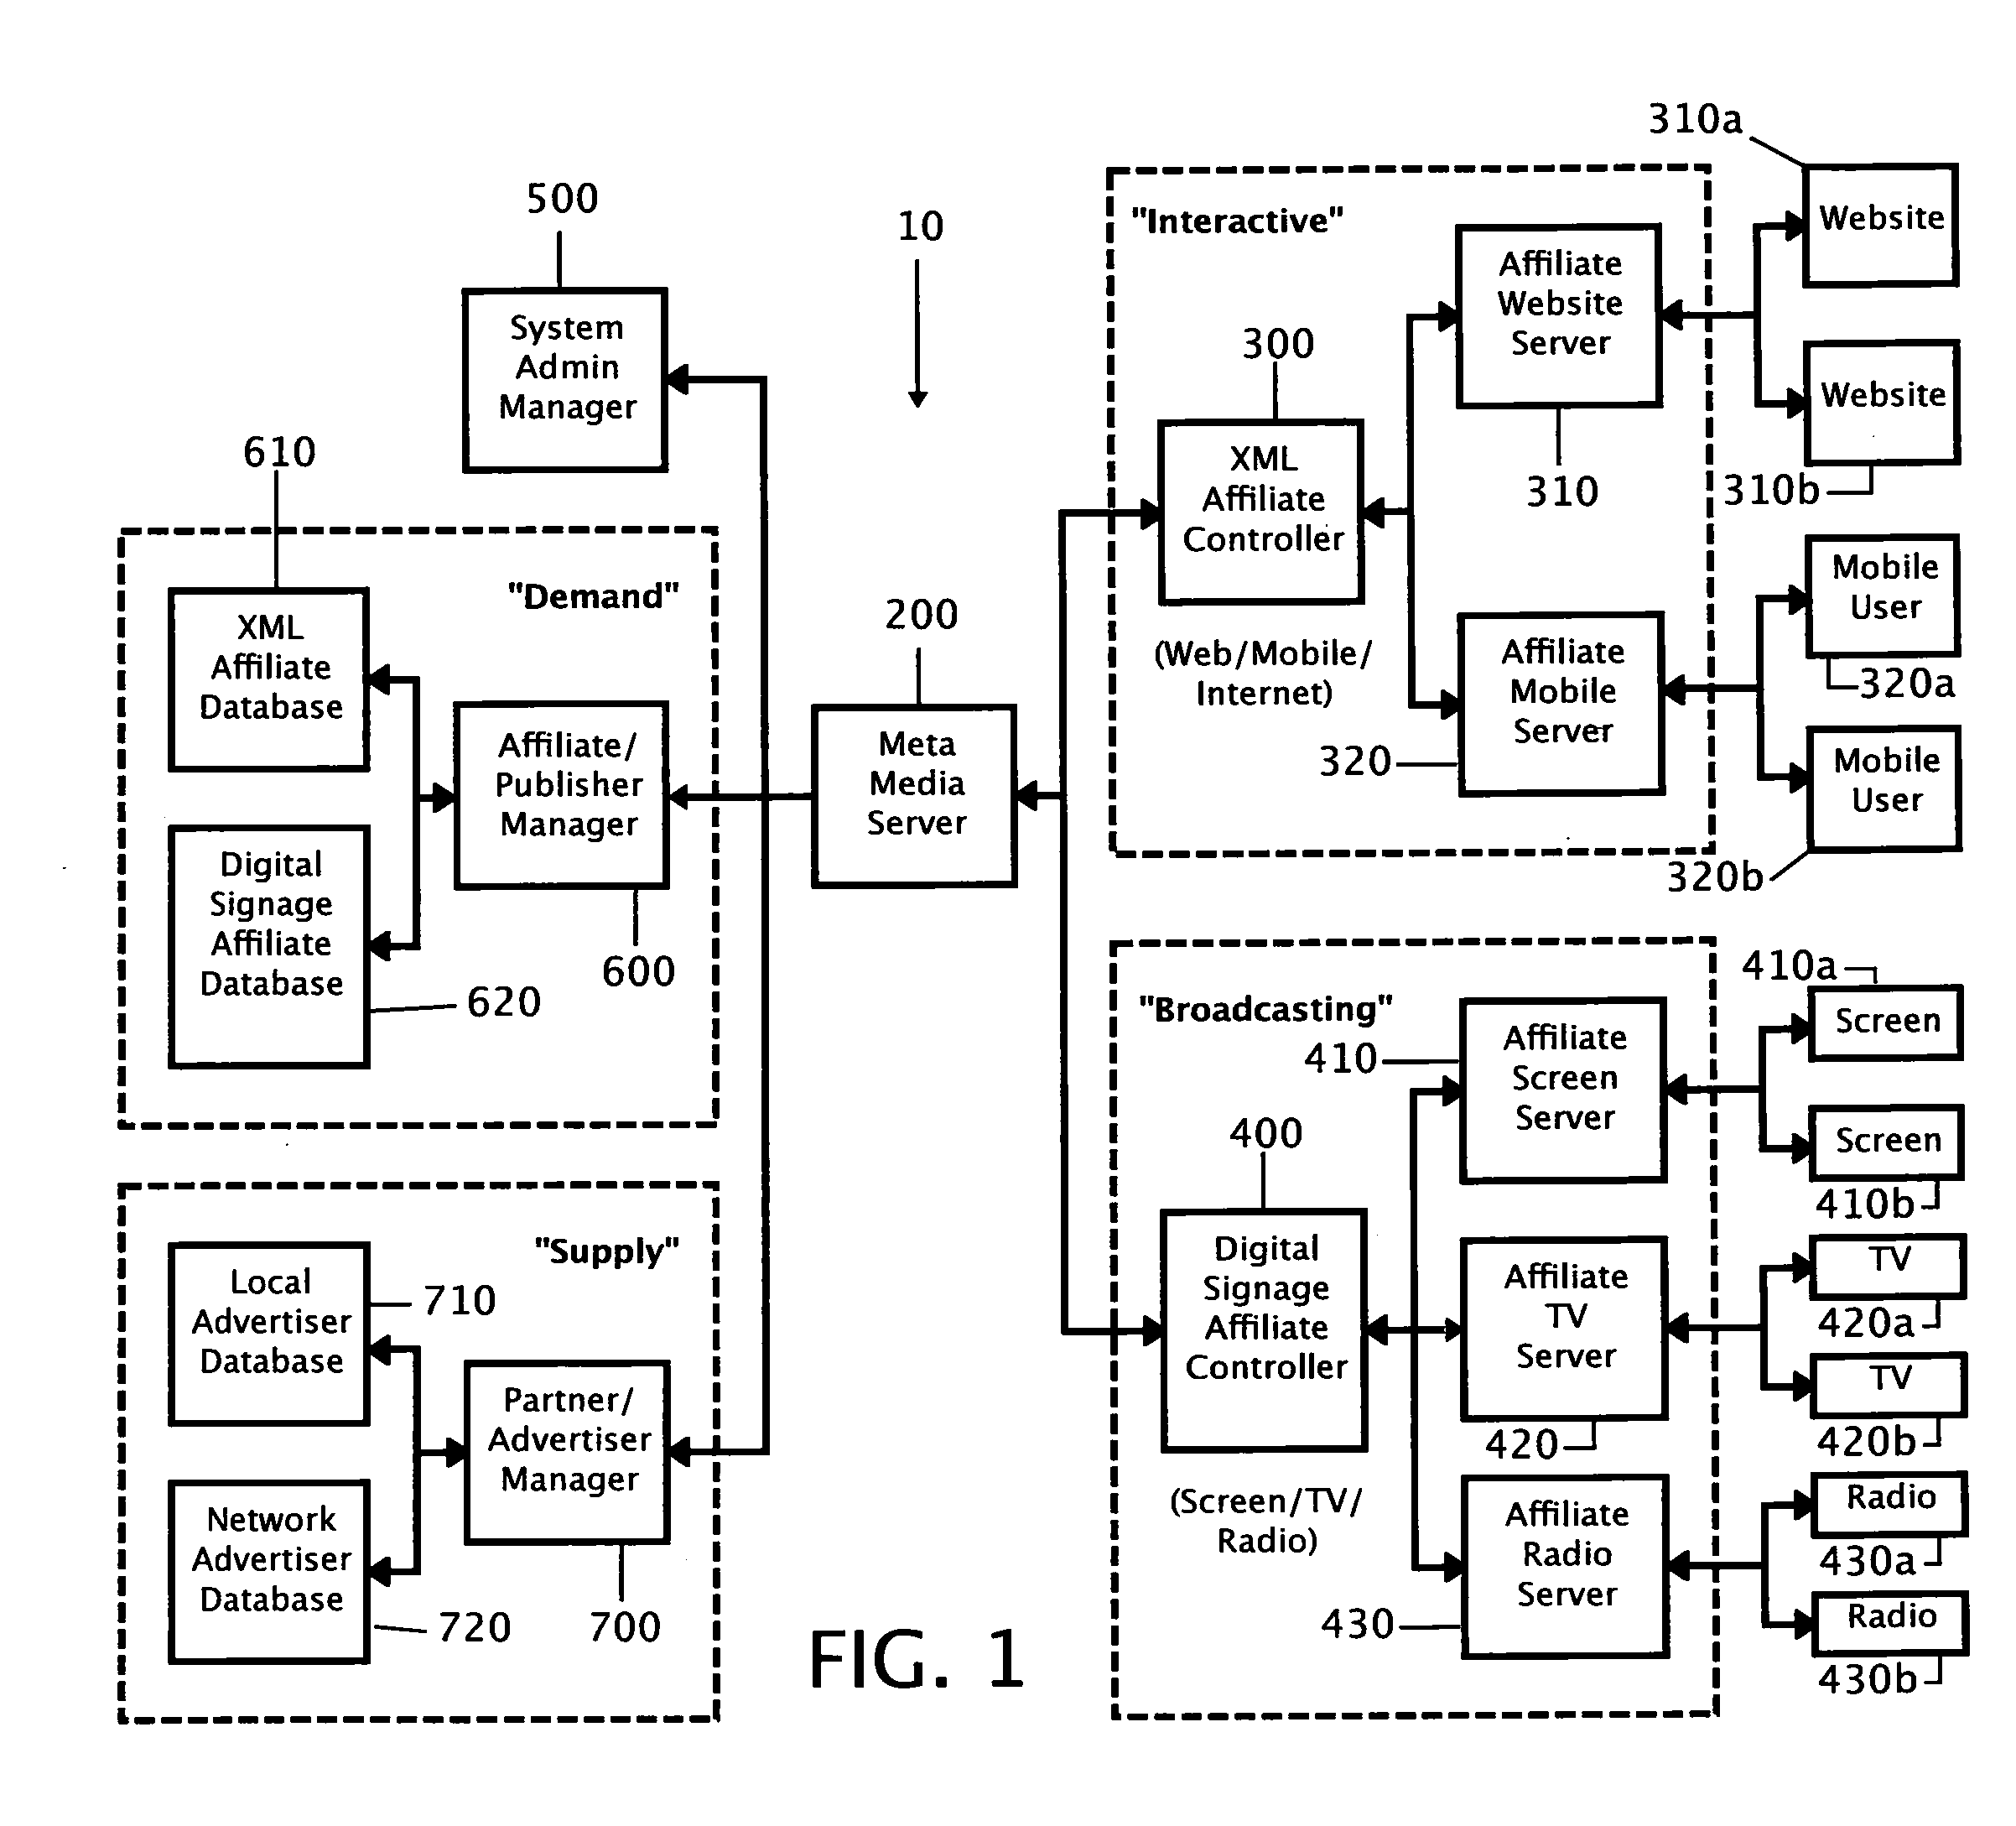 310a
500
10
"Interactive"
Website
Affiliate
Website
Server
System
Admin
Manager
300
Website
610
XML
Affiliate
Controller
310
310b
"Demand"
Mobile
User
XML
Affiliate
Database
200
(Web/Mobile/
Internet)
Affiliate
Mobile
Server
320a
320
Affiliate/
Publisher
Manager
Meta
Media
Server
Mobile
User
320b
Digital
Signage
Affiliate
Database
600
620
410a
"Broadcasting"
Screen
410
Affiliate
Screen
Server
Screen
400
410b
"Supply"
Local
Advertiser
Database
710
Digital
Signage
Affiliate
Controller
Affiliate
TV
Server
TV
420a
TV
Partner/
Advertiser
Manager
420
420b
Network
Advertiser
Database
(Screen/TV/
Radio)
Affiliate
Radio
Server
Radio
430a
720
700
430
Radio
430b
FIG. 1